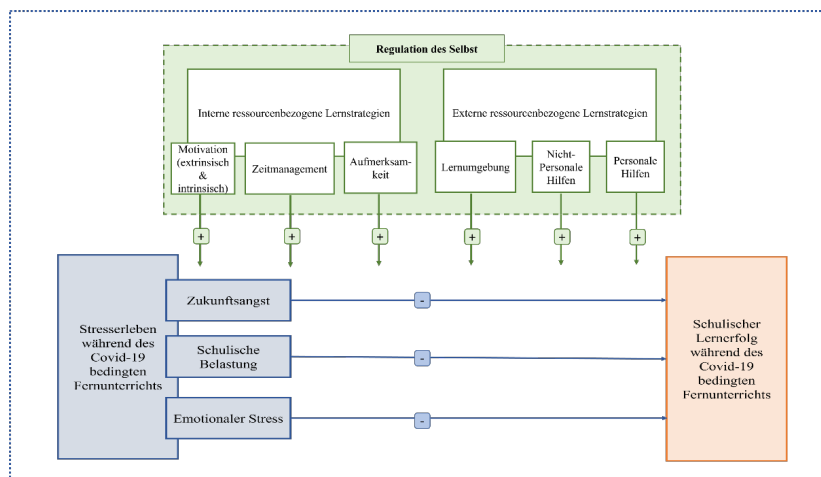 Regulation des Selbst
Interne ressourcenbezogene Lernstrategien
Externe ressourcenbezogene Lernstrategien
Motivation
(extrinsisch
&
intrinsisch)
Zeitmanagement
Aufmerksam-
keit
Lernumgebung
Nicht-
Personale
Hilfen
Personale
Hilfen
+
+
+
+
+
+
Stresserleben
während des
Covid-19
bedingten
Fernunterrichts
Zukunftsangst
-
Schulische
Belastung
-
Emotionaler Stress
-
Schulischer
Lernerfolg
während des
Covid-19
bedingten
Fernunterrichts